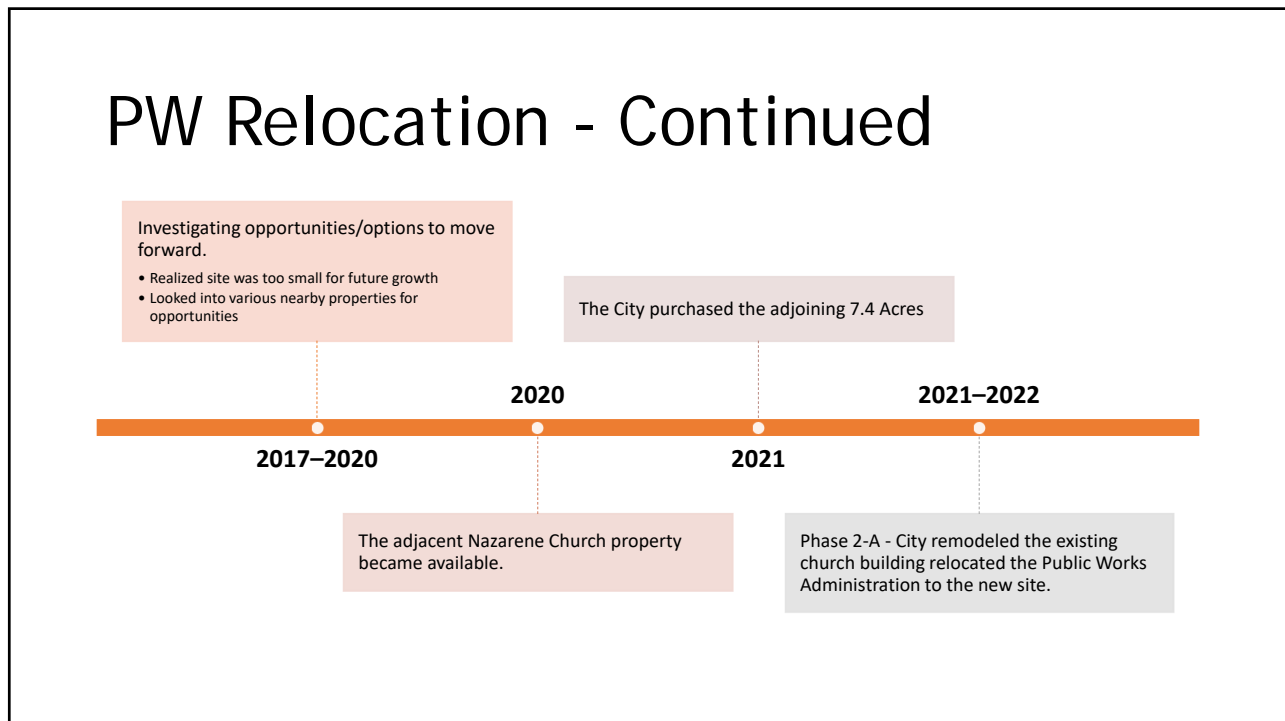 PW Relocation - Continued
Investigating opportunities/options to move
forward.
• Realized site was too small for future growth
• Looked into various nearby properties for
opportunities
The City purchased the adjoining 7.4 Acres
2020
2021–2022
2017–2020
2021
The adjacent Nazarene Church property
became available.
Phase 2-A - City remodeled the existing
church building relocated the Public Works
Administration to the new site.